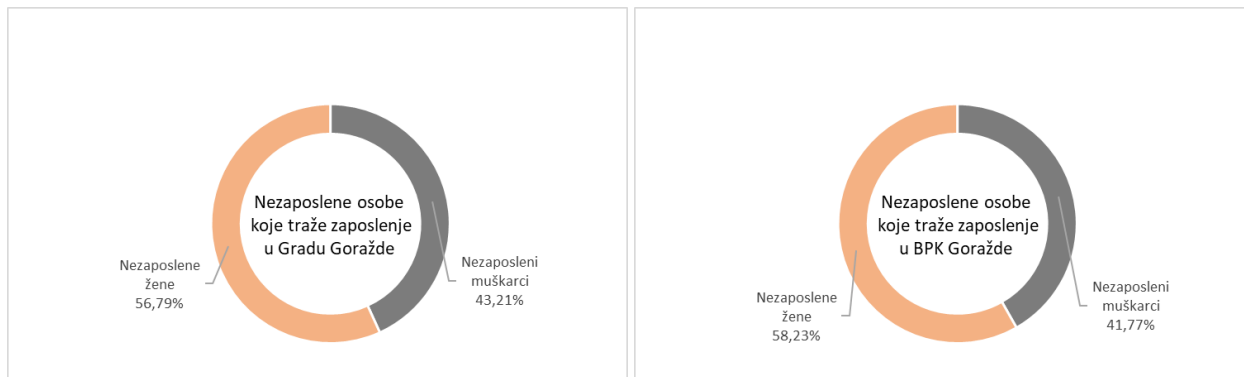 Nezaposlene osobe
koje traže zaposlenje
u Gradu Goražde
Nezaposlene
žene
56,79%
Nezaposleni
muškarci
43,21%
Nezaposlene osobe
koje traže zaposlenje
u BPK Goražde
Nezaposlene
žene
58,23%
Nezaposleni
muškarci
41,77%